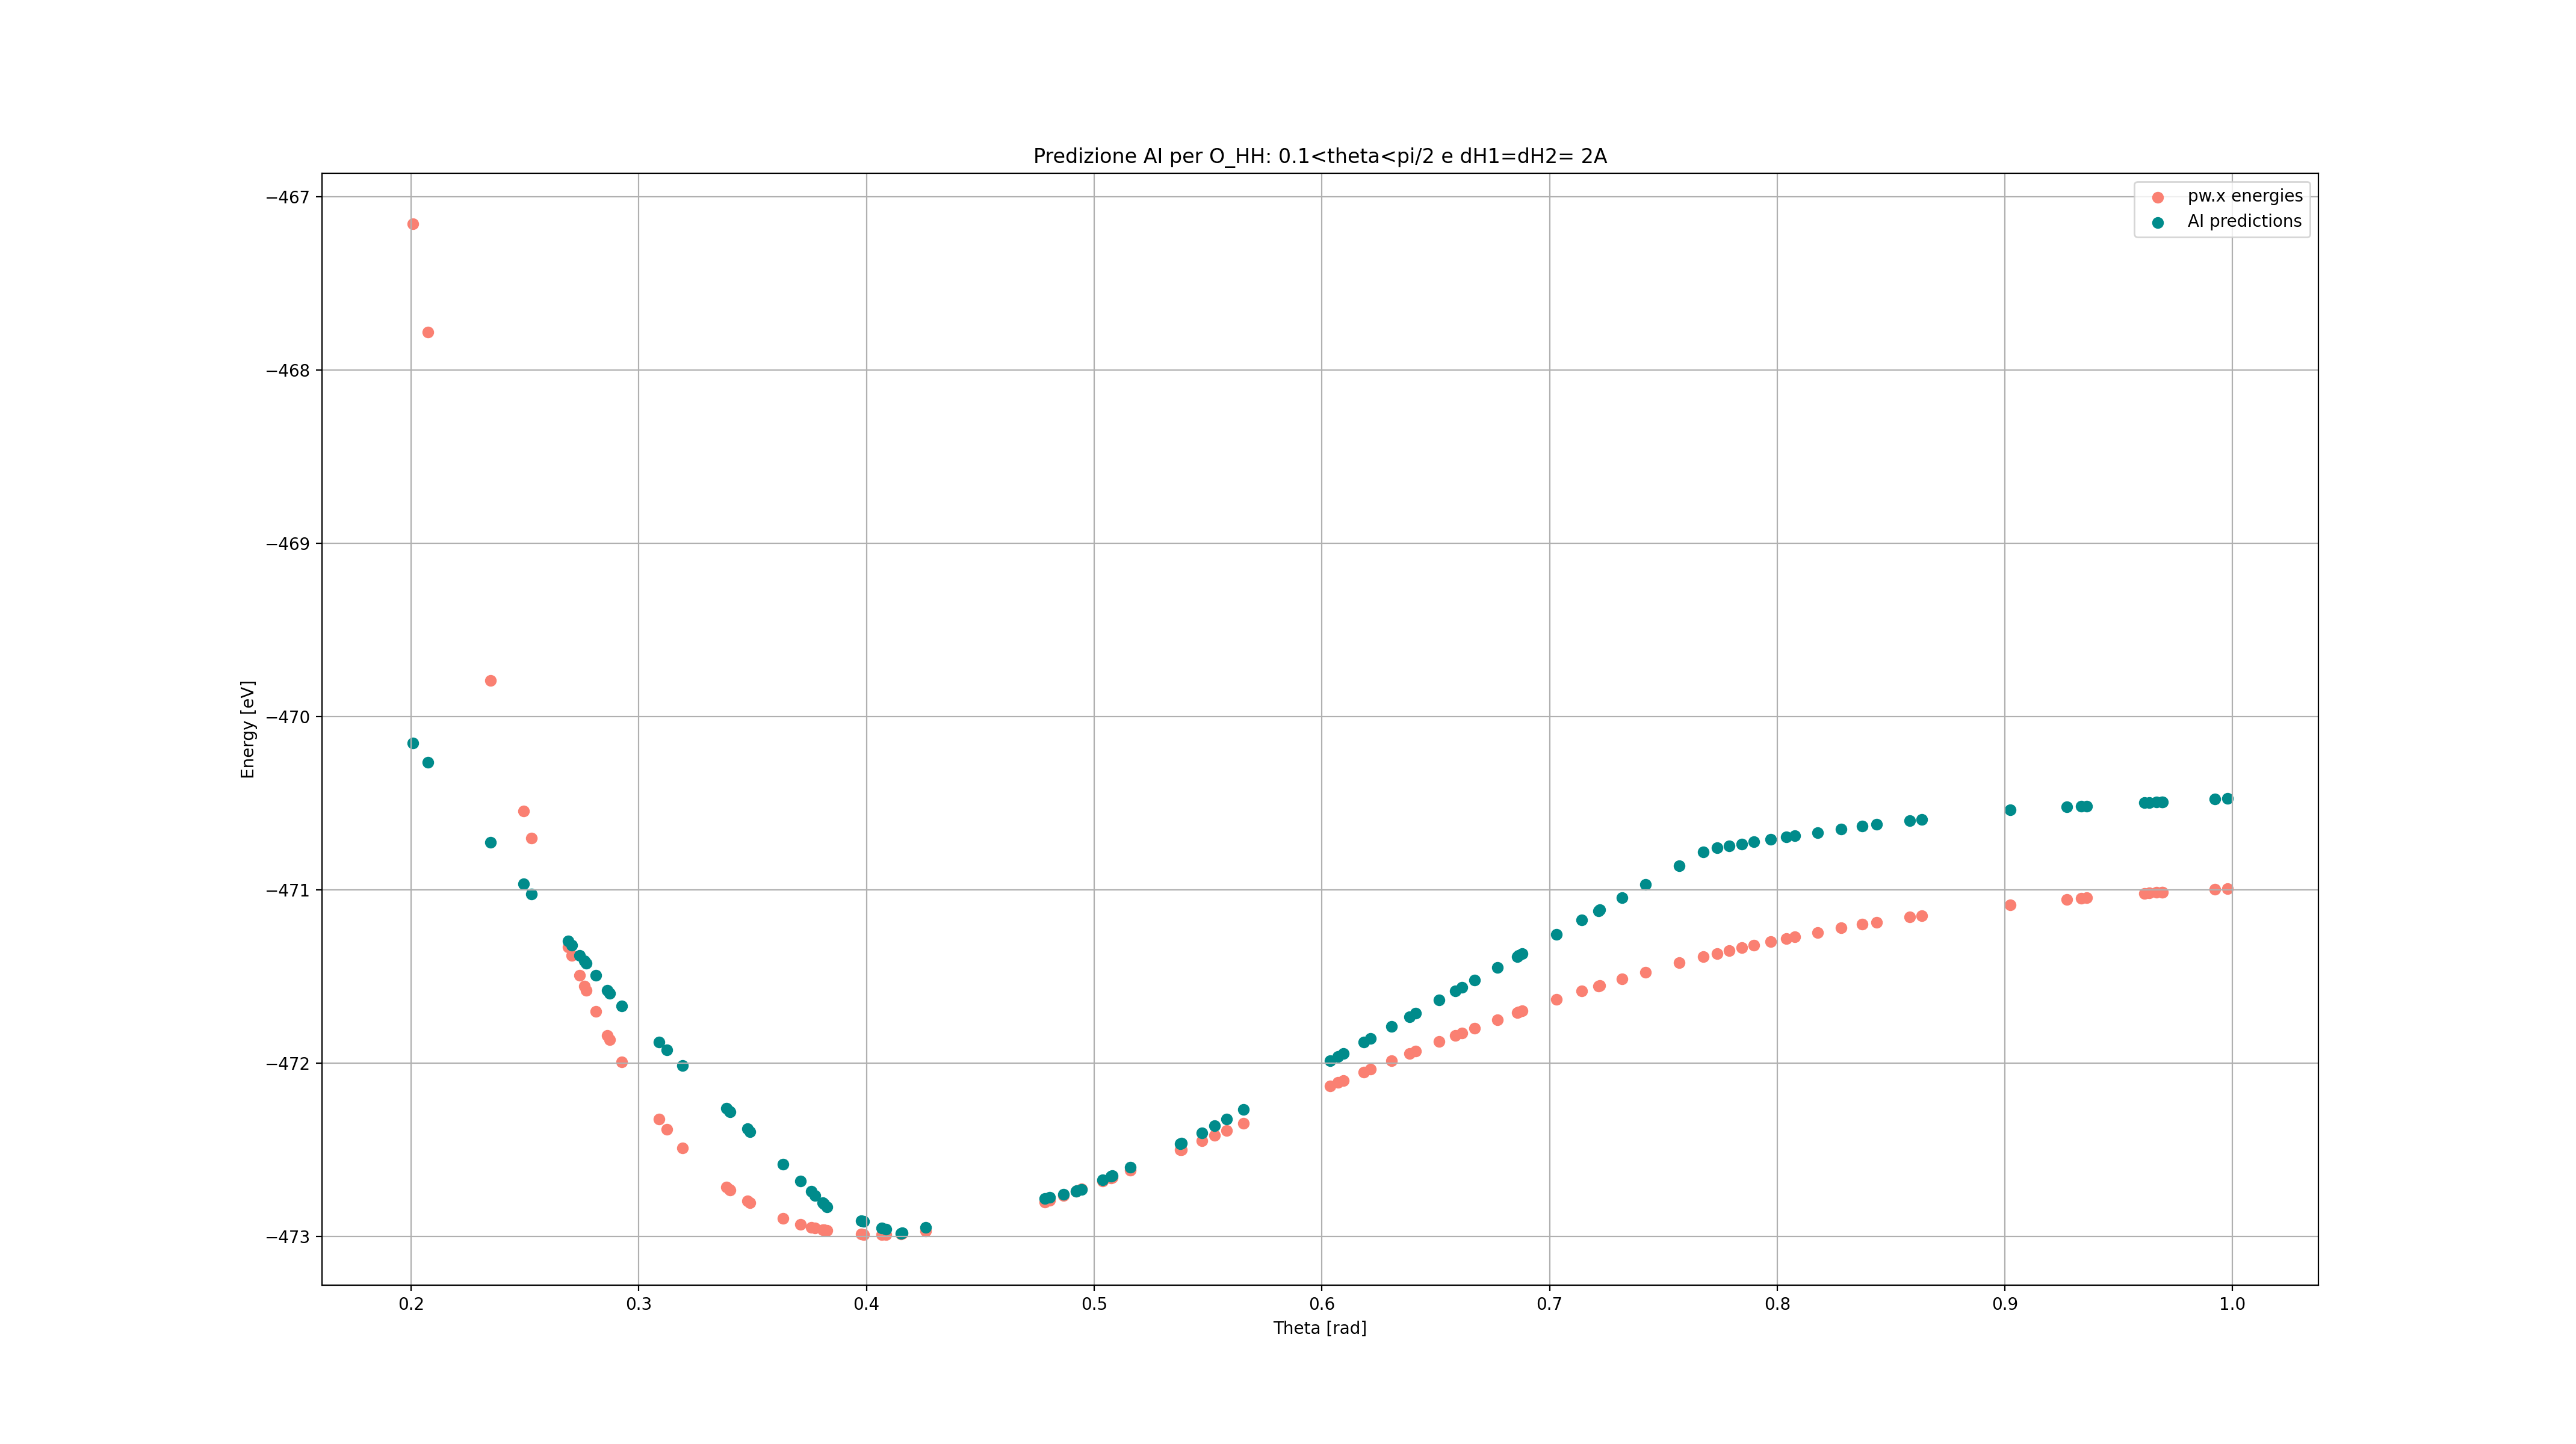 Predizione AI per O_HH: 0.1<theta<pi/2 e dH1=dH2= 2A
pw.x energies
AI predictions
−467
−468
−469
−470
−471
−472
−473
Energy [eV]
0.2 0.3 0.4 0.5 0.6 0.7 0.8 0.9 1.0
Theta [rad]